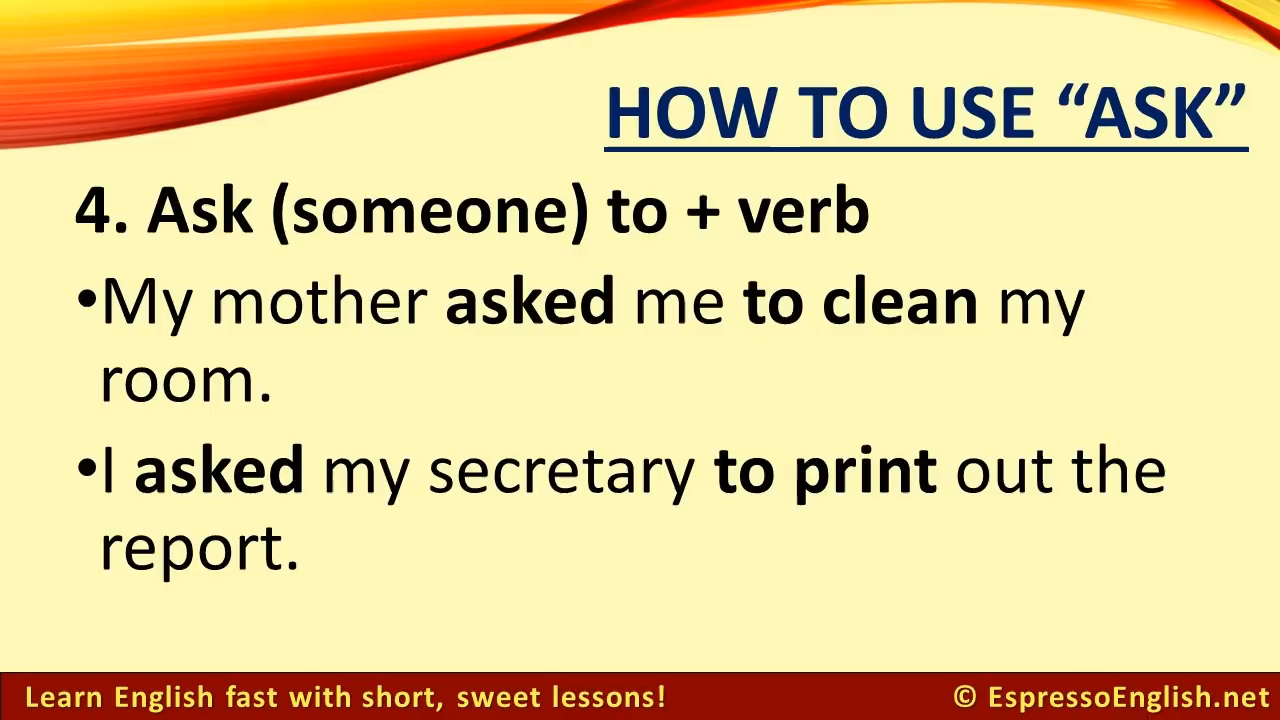 HOW TO USE “ASK”
4. Ask (someone) to + verb
•My mother asked me to clean my
room.
•I asked my secretary to print out the
report.
Learn English fast with short, sweet lessons!
© EspressoEnglish.net